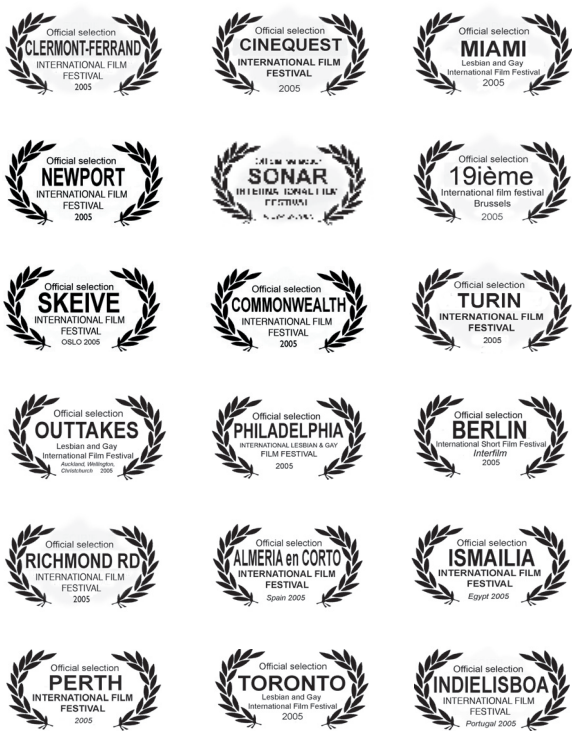 Official selection
CLERMONT-FERRAND
INTERNATIONAL FILM
FESTIVAL
2005
Official selection
CINEQUEST
INTERNATIONAL FILM
FESTIVAL
2005
Official selection
MIAMI
Lesbian and Gay
International Film Festival
2005
Official selection
NEWPORT
INTERNATIONAL FILM
FESTIVAL
2005
SONAR
INTERNATIONAL FILM
FESTIVAL
Official selection
19ième
International film festival
Brussels
2005
Official selection
SKEIVE
INTERNATIONAL FILM
FESTIVAL
OSLO 2005
Official selection
COMMONWEALTH
INTERNATIONAL FILM
FESTIVAL
2005
Official selection
TURIN
INTERNATIONAL FILM
FESTIVAL
2005
Official selection
OUTTAKES
Lesbian and Gay
International Film Festival
Auckland, Wellington,
Christchurch 2005
Official selection
PHILADELPHIA
INTERNATIONAL LESBIAN & GAY
FILM FESTIVAL
2005
Official selection
BERLIN
International Short Film Festival
Interfilm
2005
Official selection
RICHMOND RD
INTERNATIONAL FILM
FESTIVAL
2005
Official selection
ALMERIA en CORTO
INTERNATIONAL FILM
FESTIVAL
Spain 2005
Official selection
ISMAILIA
INTERNATIONAL FILM
FESTIVAL
Egypt 2005
Official selection
PERTH
INTERNATIONAL FILM
FESTIVAL
2005
Official selection
TORONTO
Lesbian and Gay
International Film Festival
2005
Official selection
INDIELISBOA
INTERNATIONAL FILM
FESTIVAL
Portugal 2005